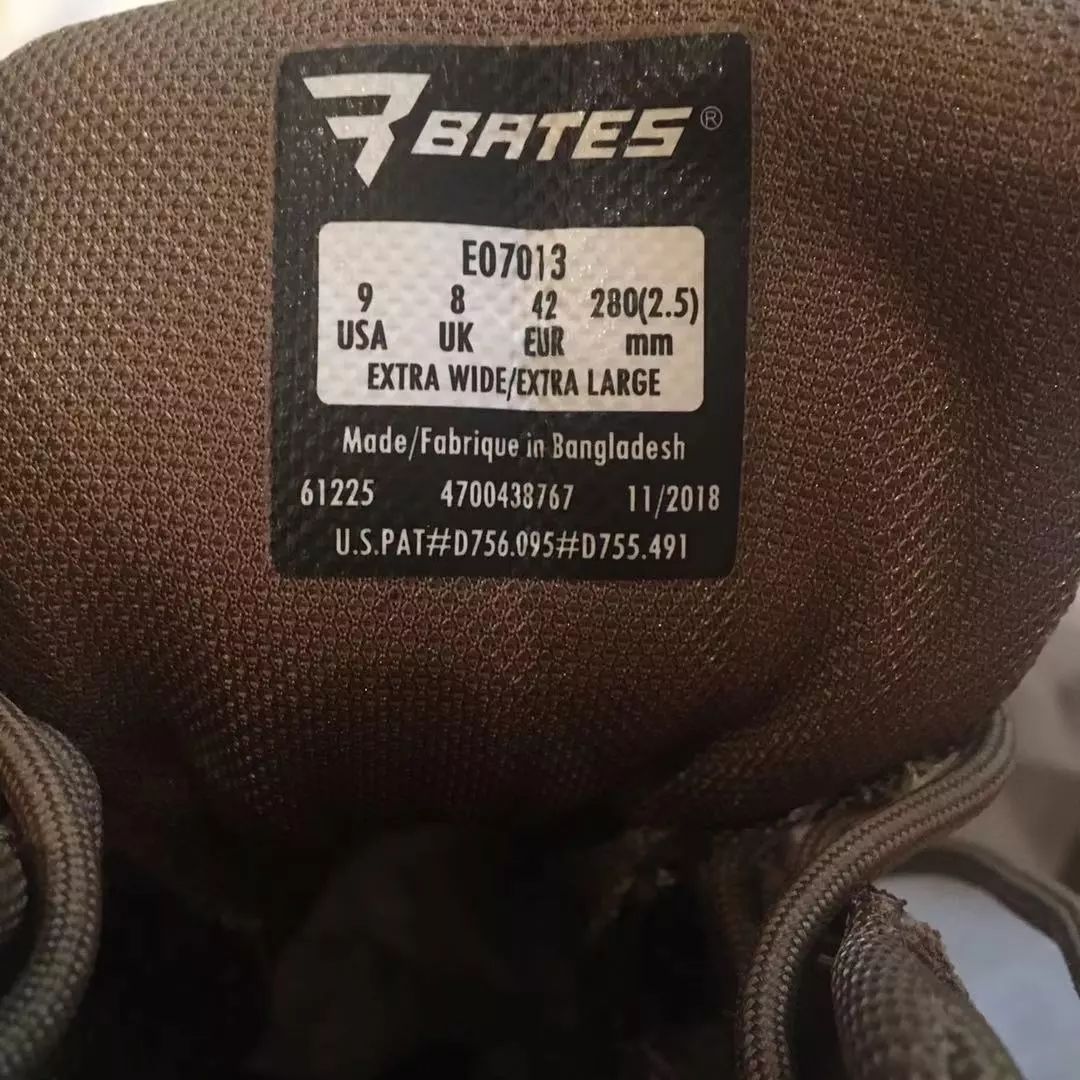 BATES®
E07013
9 8 42 280(2.5)
USA UK EUR mm
EXTRA WIDE/EXTRA LARGE
Made/Fabrique in Bangladesh
61225 4700438767 11/2018
U.S.PAT#D756.095#D755.491